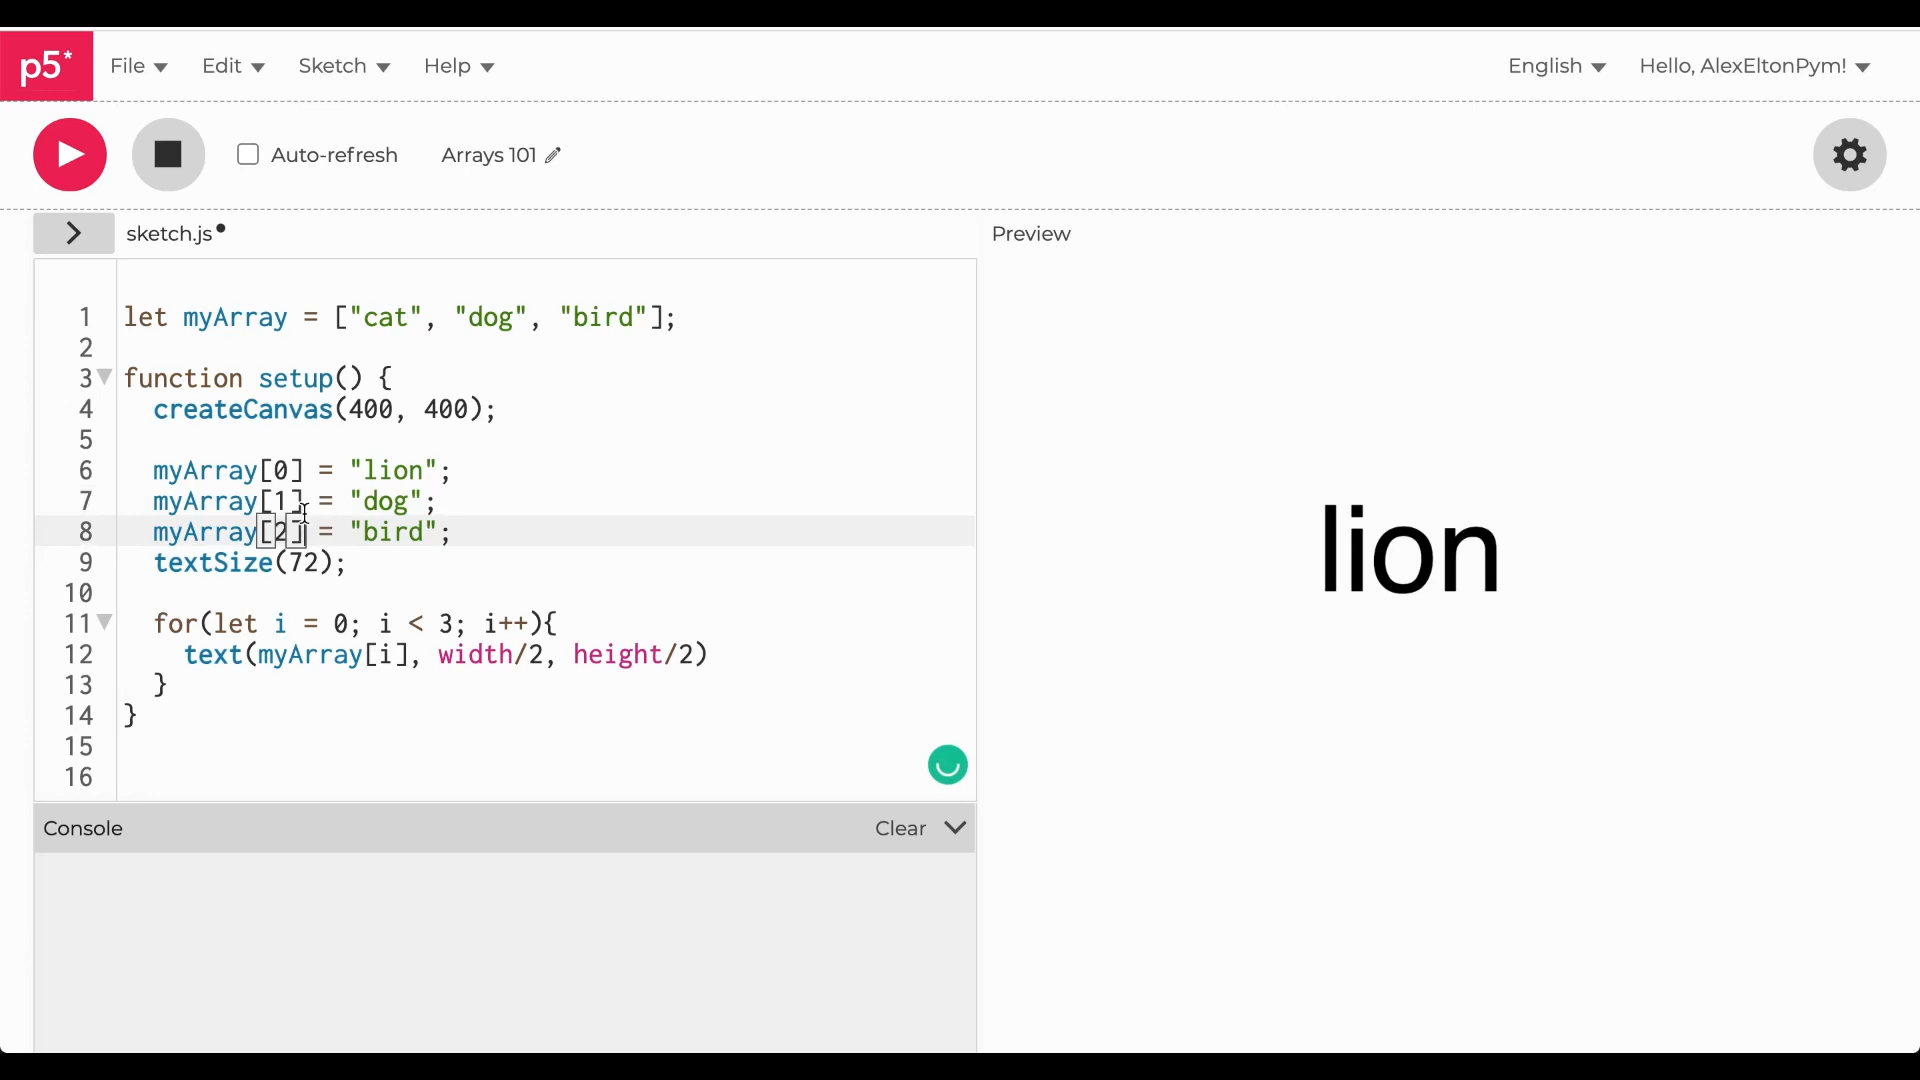 p5* File Edit Sketch Help English Hello, AlexEltonPym!
Auto-refresh Arrays 101
> sketch.js Preview
1 let myArray = ["cat", "dog", "bird"];
2
3 function setup() {
4 createCanvas(400, 400);
5
6 myArray[0] = "lion";
7 myArray[1] = "dog";
8 myArray[2] = "bird";
9 textSize(72);
10
11 for(let i = 0; i < 3; i++){
12 text(myArray[i], width/2, height/2)
13 }
14 }
15
16
lion
Console Clear